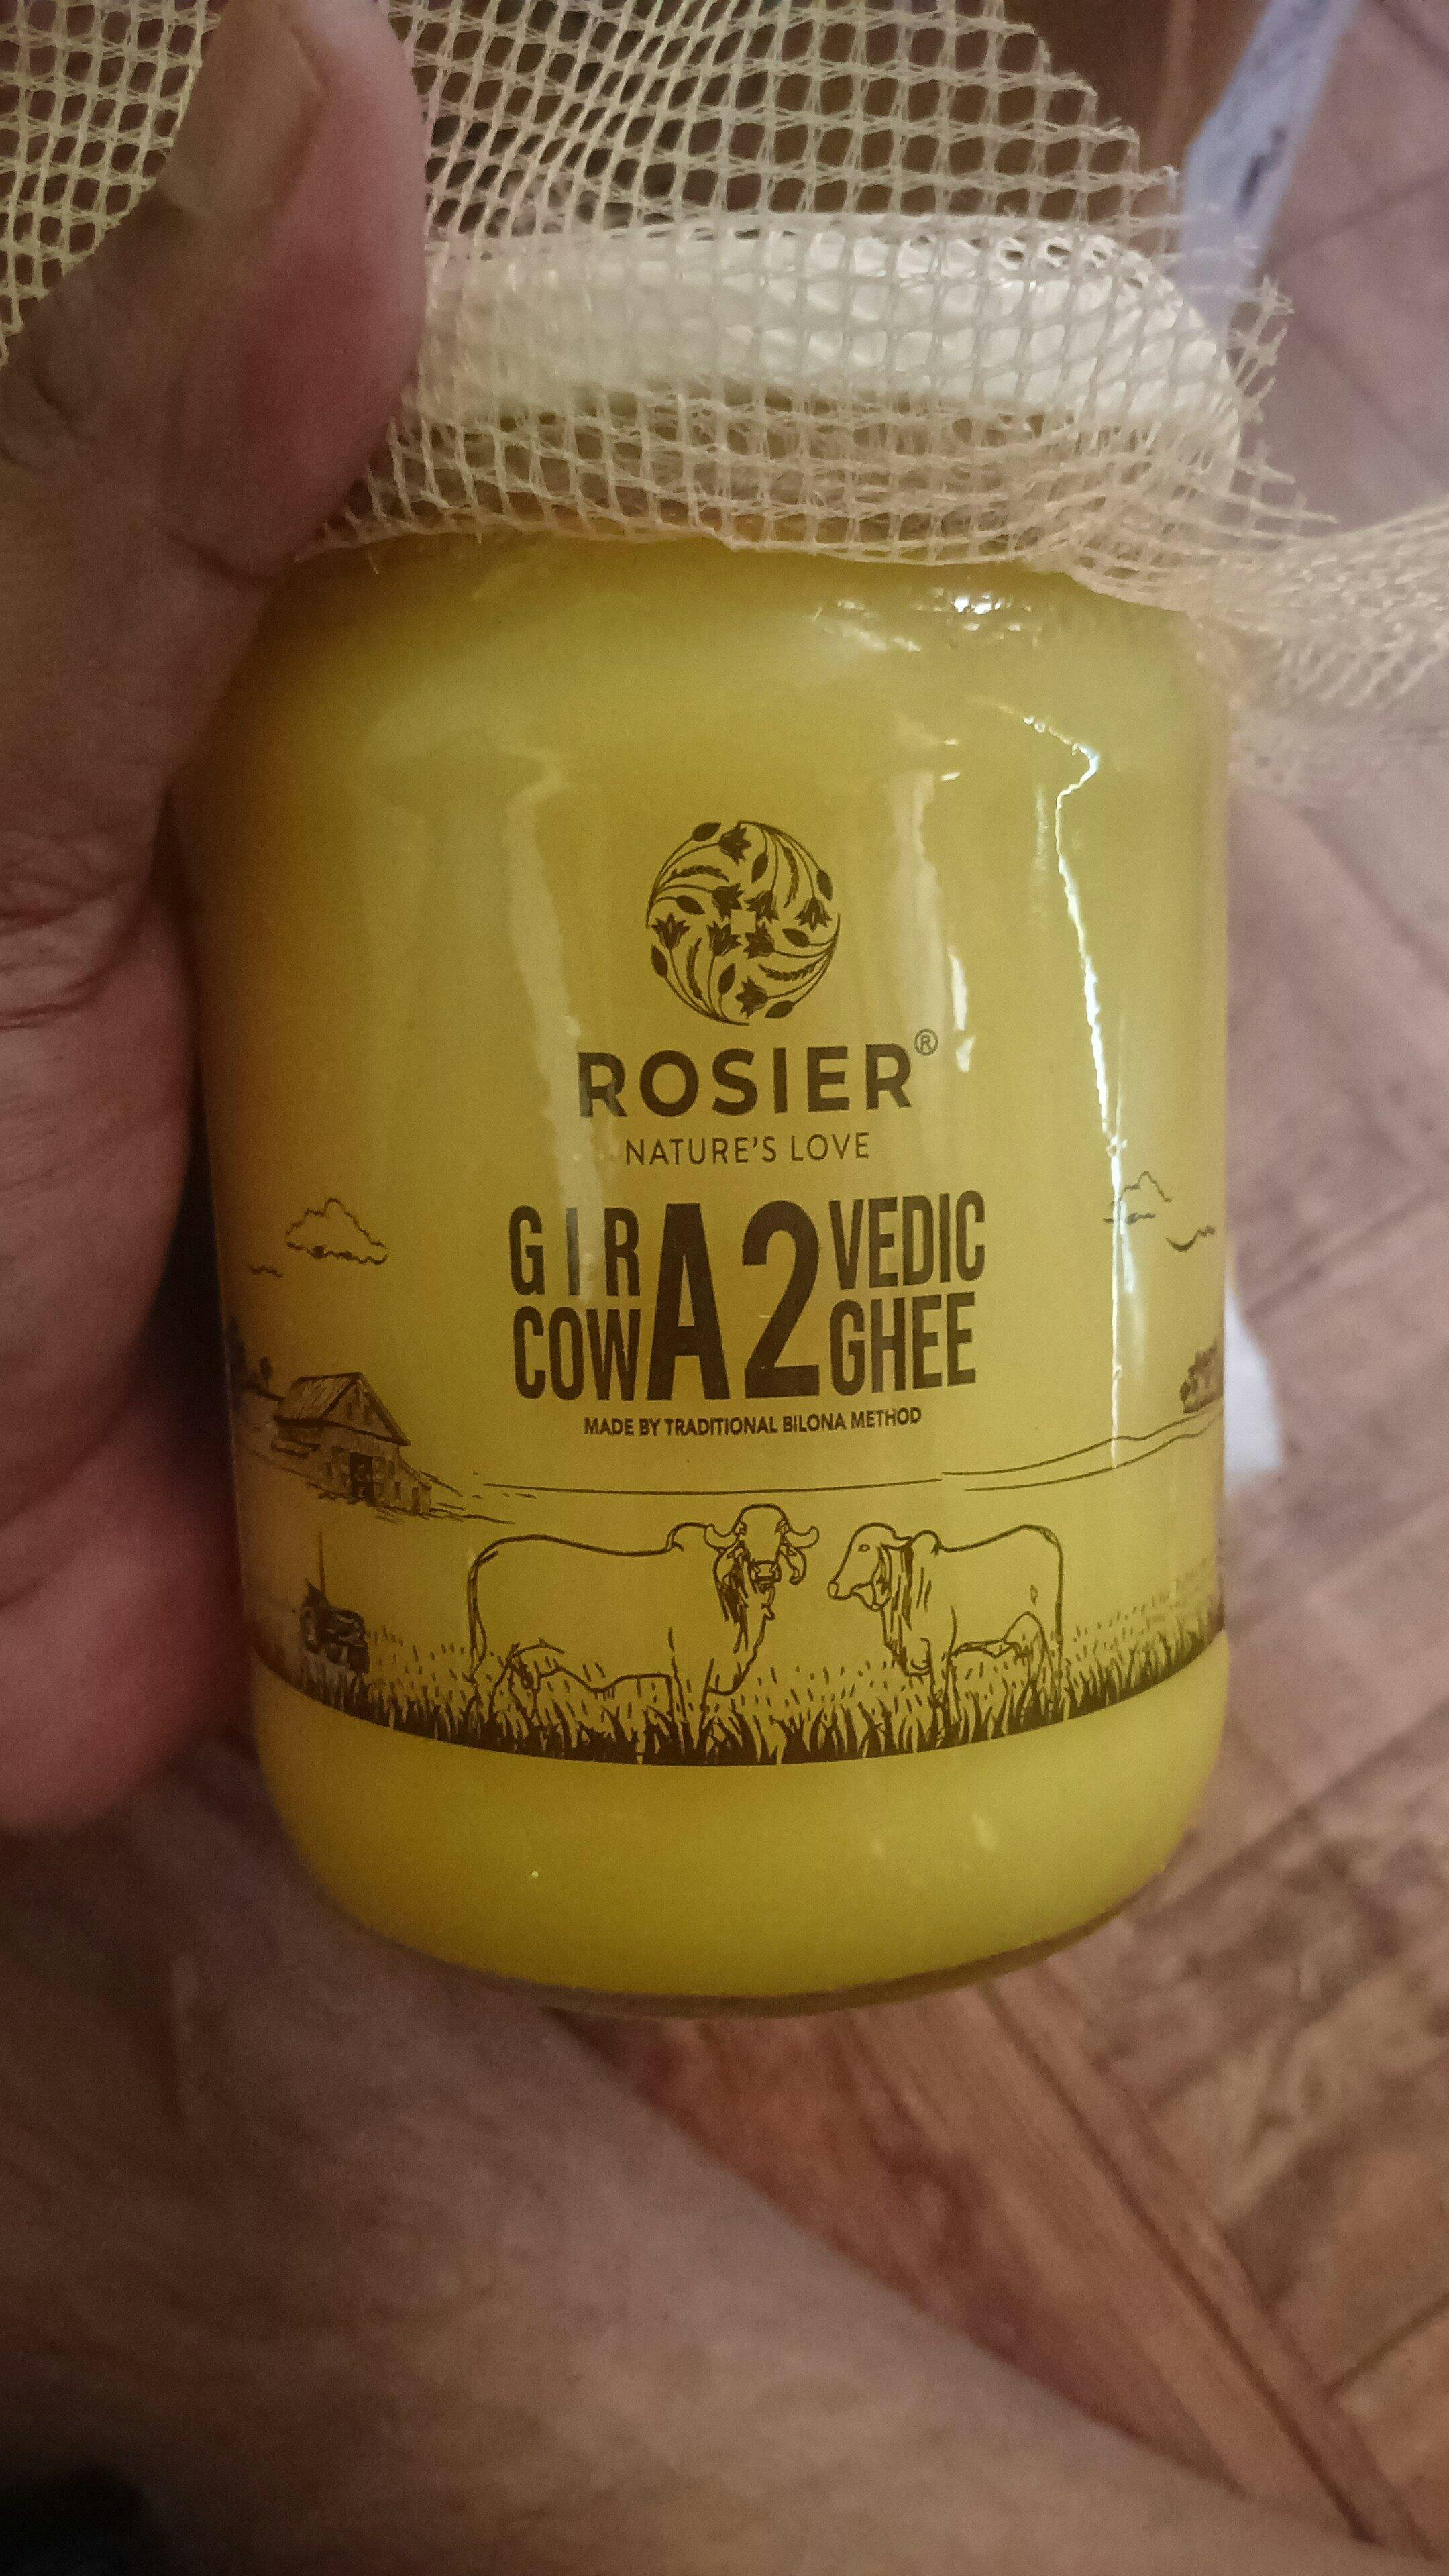 ROSIER®
NATURE'S LOVE
GIR COW A2 VEDIC GHEE
MADE BY TRADITIONAL BILONA METHOD